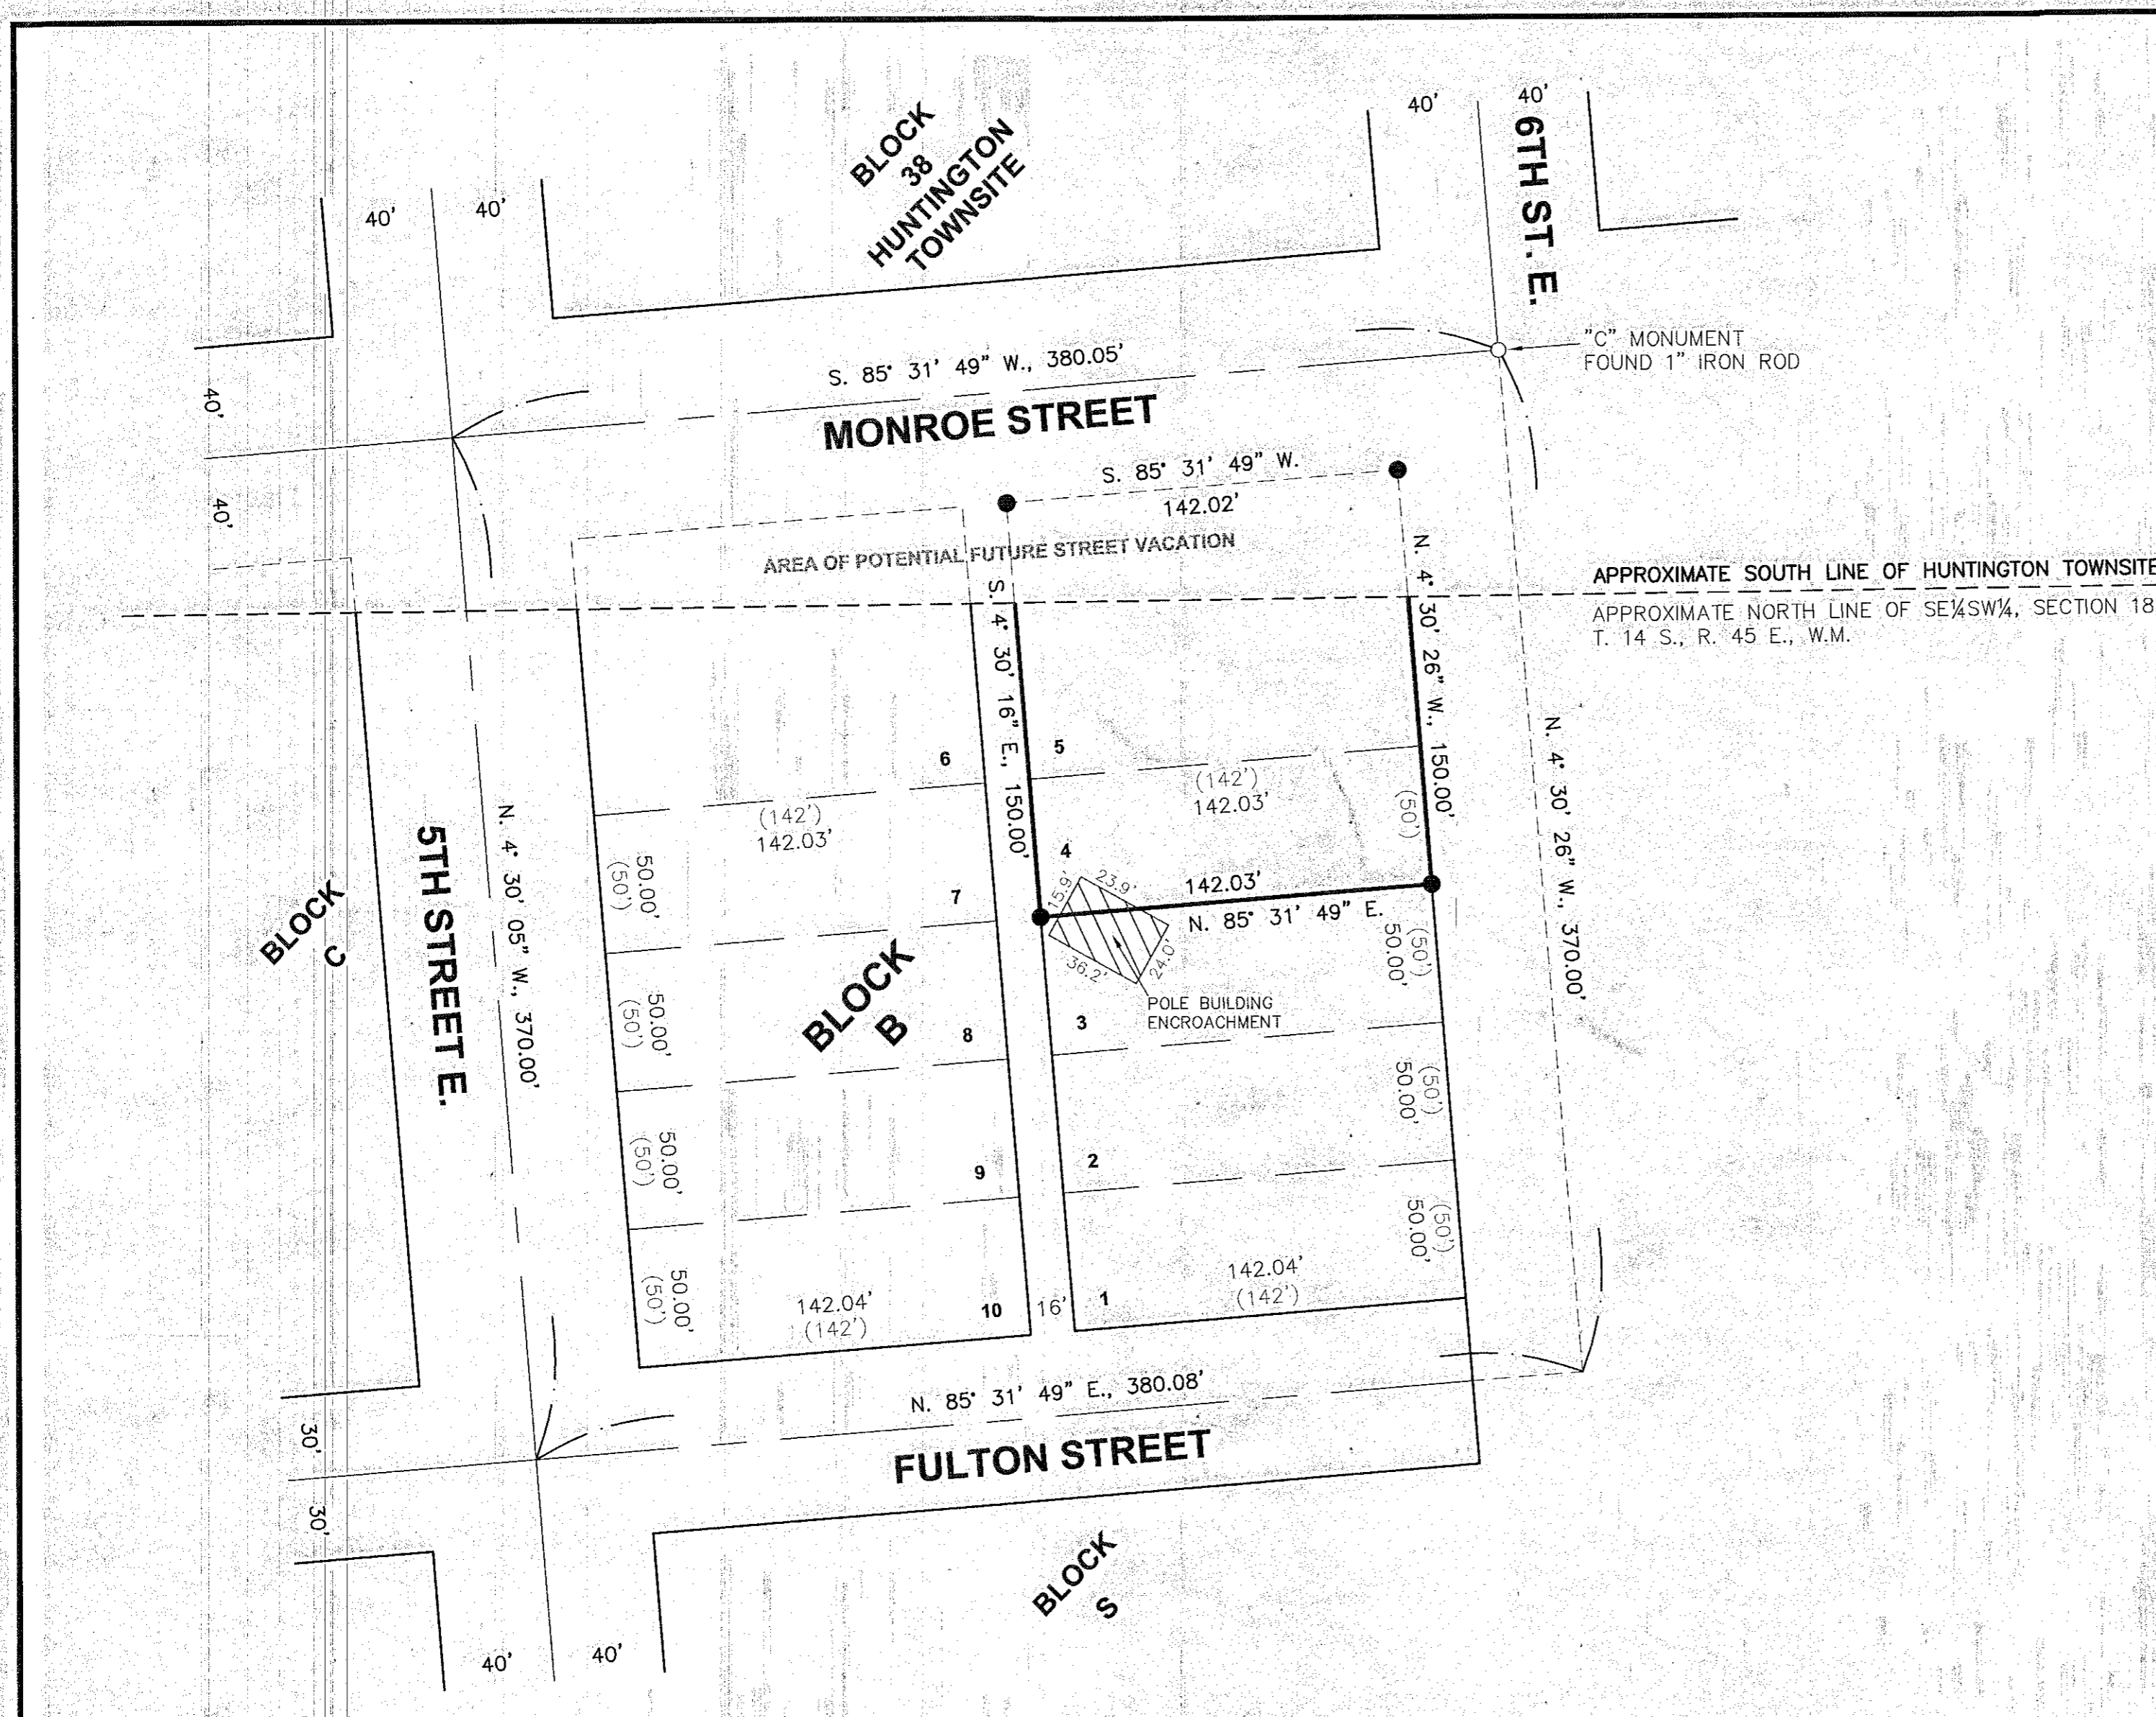 BLOCK
38
HUNTINGTON
TOWNSITE
40'
40'
6TH ST. E.
40'
40'
"C" MONUMENT
FOUND 1" IRON ROD
S. 85° 31' 49" W., 380.05'
MONROE STREET
40'
40'
S. 85° 31' 49" W.
142.02'
AREA OF POTENTIAL FUTURE STREET VACATION
APPROXIMATE SOUTH LINE OF HUNTINGTON TOWNSITE
APPROXIMATE NORTH LINE OF SE¼SW¼, SECTION 18
T. 14 S., R. 45 E., W.M.
S. 4° 30' 16" E., 150.00'
N. 4° 30' 26" W., 150.00'
N. 4° 30' 26" W., 370.00'
6
5
(142')
142.03'
(142')
142.03'
(50')
5TH STREET E.
N. 4° 30' 05" W., 370.00'
BLOCK
C
50.00'
(50')
7
4
15.9'
23.9'
36.2'
24.0'
142.03'
N. 85° 31' 49" E.
(50')
50.00'
POLE BUILDING
ENCROACHMENT
BLOCK
B
50.00'
(50')
8
3
(50')
50.00'
50.00'
(50')
9
2
(50')
50.00'
50.00'
(50')
142.04'
(142')
10
16'
1
142.04'
(142')
N. 85° 31' 49" E., 380.08'
FULTON STREET
30'
30'
BLOCK
S
40'
40'